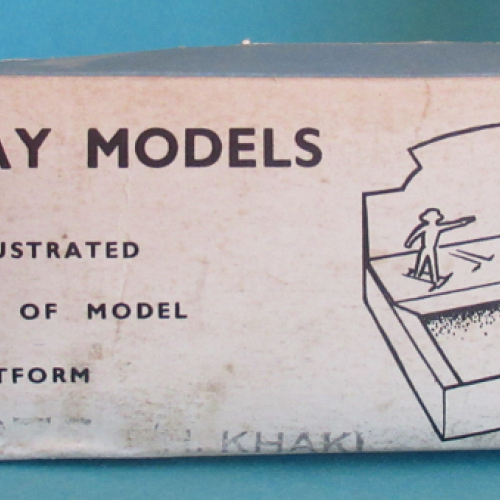 AY MODELS
USTRATED
OF MODEL
TFORM
KHAKI